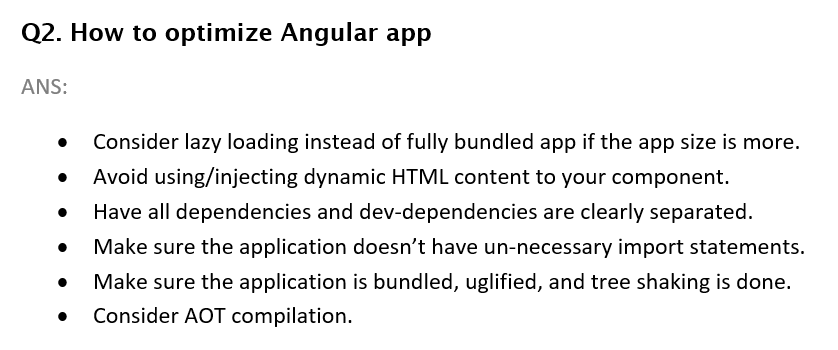 Q2. How to optimize Angular app
ANS:
• Consider lazy loading instead of fully bundled app if the app size is more.
• Avoid using/injecting dynamic HTML content to your component.
• Have all dependencies and dev-dependencies are clearly separated.
• Make sure the application doesn’t have un-necessary import statements.
• Make sure the application is bundled, uglified, and tree shaking is done.
• Consider AOT compilation.